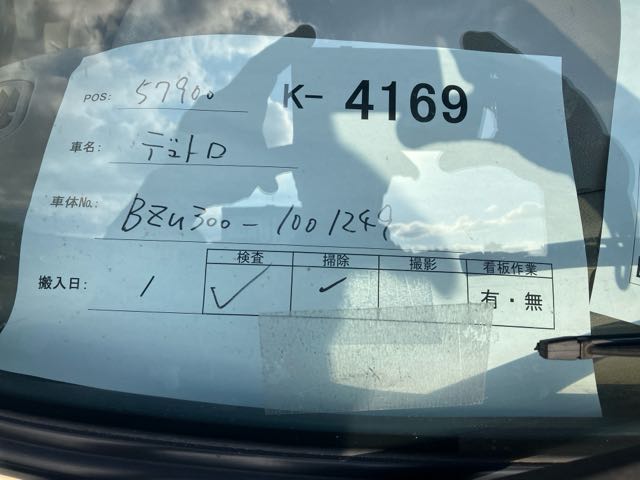 POS: 57900 K- 4169
車名: デュトロ
車体No.: BZU300-1001249
検査 掃除 撮影 看板作業
搬入日: 1 ✓ ✓ 有・無